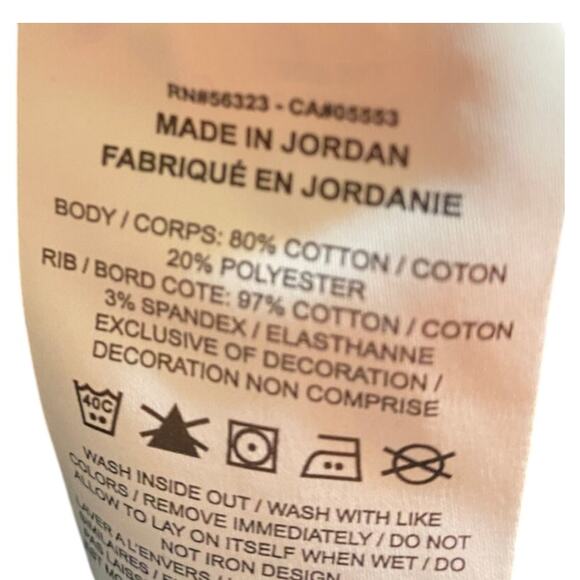 RN#56323 - CA#05553
MADE IN JORDAN
FABRIQUÉ EN JORDANIE
BODY / CORPS: 80% COTTON / COTON
20% POLYESTER
RIB / BORD COTE: 97% COTTON / COTON
3% SPANDEX / ELASTHANNE
EXCLUSIVE OF DECORATION /
DECORATION NON COMPRISE
40C
WASH INSIDE OUT / WASH WITH LIKE
COLORS / REMOVE IMMEDIATELY / DO NOT
ALLOW TO LAY ON ITSELF WHEN WET / DO
NOT IRON DESIGN
LAVER A L'ENVERS /